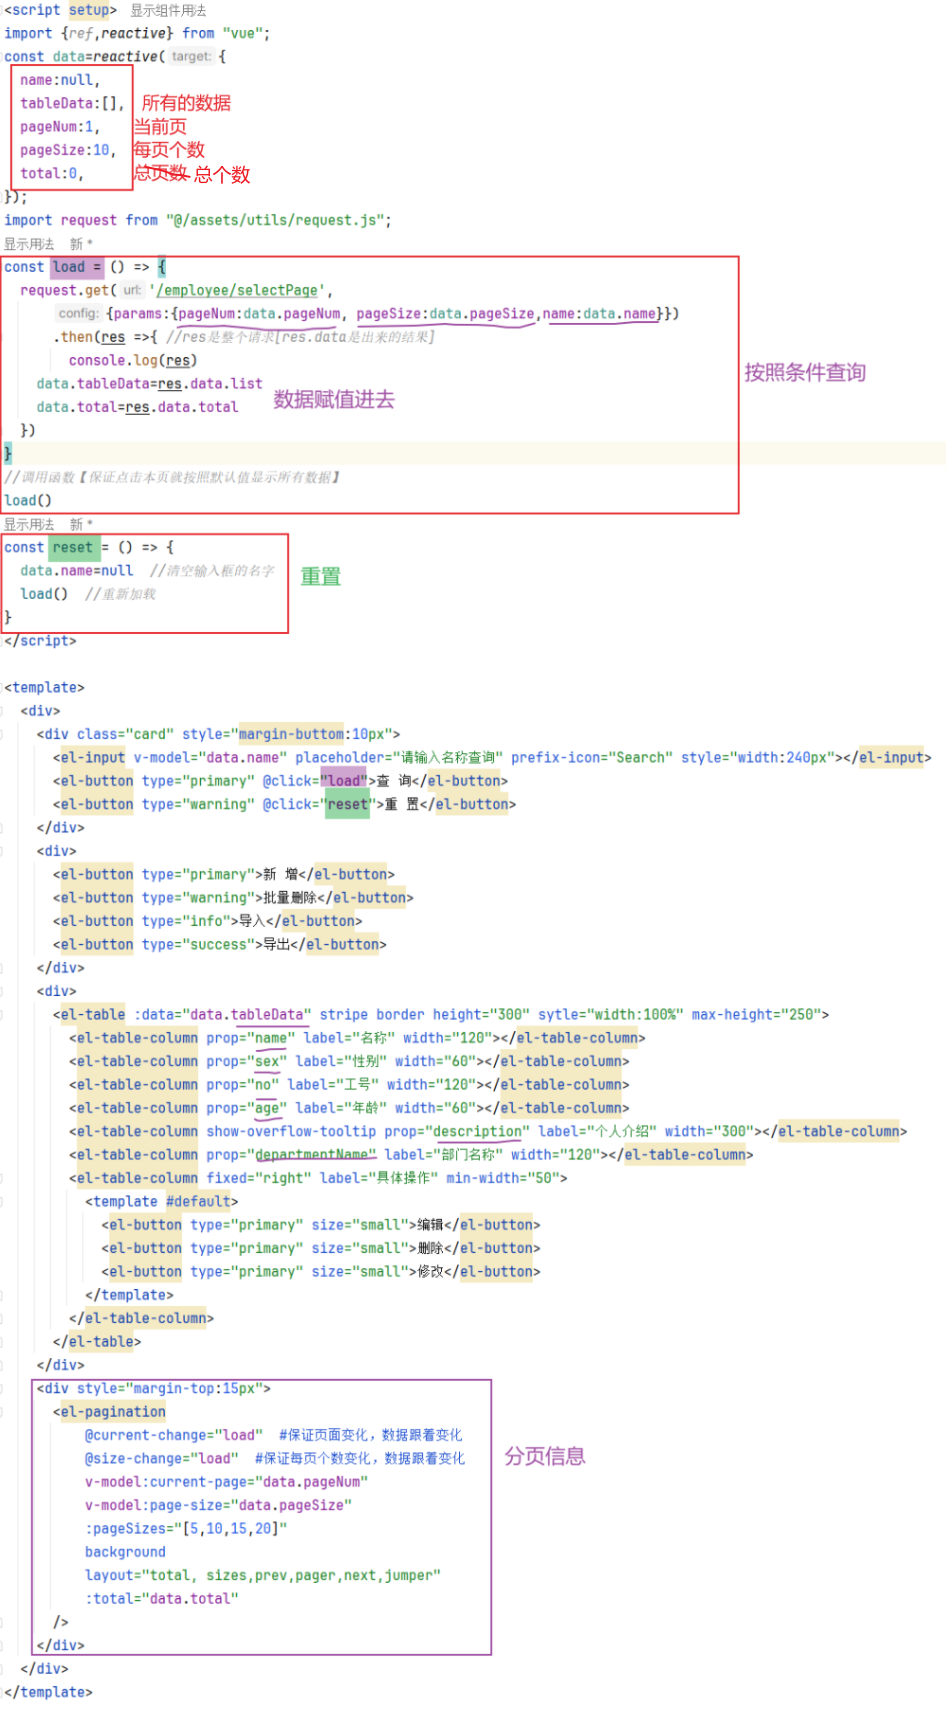 <script setup> 显示组件用法
import {ref,reactive} from "vue";
const data=reactive( target: {
name:null,
tableData:[], 所有的数据
pageNum:1, 当前页
pageSize:10, 每页个数
total:0, 总页数 总个数
});
import request from "@/assets/utils/request.js";
显示用法 新 *
const load = () => {
request.get( url: '/employee/selectPage',
config: {params:{pageNum:data.pageNum, pageSize:data.pageSize,name:data.name}})
.then(res =>{ //res是整个请求[res.data是出来的结果]
console.log(res)
按照条件查询
data.tableData=res.data.list
数据赋值进去
data.total=res.data.total
})
}
//调用函数【保证点击本页就按照默认值显示所有数据】
load()
显示用法 新 *
const reset = () => {
data.name=null //清空输入框的名字
重置
load() //重新加载
}
</script>
<template>
<div>
<div class="card" style="margin-buttom:10px">
<el-input v-model="data.name" placeholder="请输入名称查询" prefix-icon="Search" style="width:240px"></el-input>
<el-button type="primary" @click="load">查 询</el-button>
<el-button type="warning" @click="reset">重 置</el-button>
</div>
<div>
<el-button type="primary">新 增</el-button>
<el-button type="warning">批量删除</el-button>
<el-button type="info">导入</el-button>
<el-button type="success">导出</el-button>
</div>
<div>
<el-table :data="data.tableData" stripe border height="300" sytle="width:100%" max-height="250">
<el-table-column prop="name" label="名称" width="120"></el-table-column>
<el-table-column prop="sex" label="性别" width="60"></el-table-column>
<el-table-column prop="no" label="工号" width="120"></el-table-column>
<el-table-column prop="age" label="年龄" width="60"></el-table-column>
<el-table-column show-overflow-tooltip prop="description" label="个人介绍" width="300"></el-table-column>
<el-table-column prop="departmentName" label="部门名称" width="120"></el-table-column>
<el-table-column fixed="right" label="具体操作" min-width="50">
<template #default>
<el-button type="primary" size="small">编辑</el-button>
<el-button type="primary" size="small">删除</el-button>
<el-button type="primary" size="small">修改</el-button>
</template>
</el-table-column>
</el-table>
</div>
<div style="margin-top:15px">
<el-pagination
@current-change="load" #保证页面变化，数据跟着变化
@size-change="load" #保证每页个数变化，数据跟着变化
分页信息
v-model:current-page="data.pageNum"
v-model:page-size="data.pageSize"
:pageSizes="[5,10,15,20]"
background
layout="total, sizes,prev,pager,next,jumper"
:total="data.total"
/>
</div>
</div>
</template>